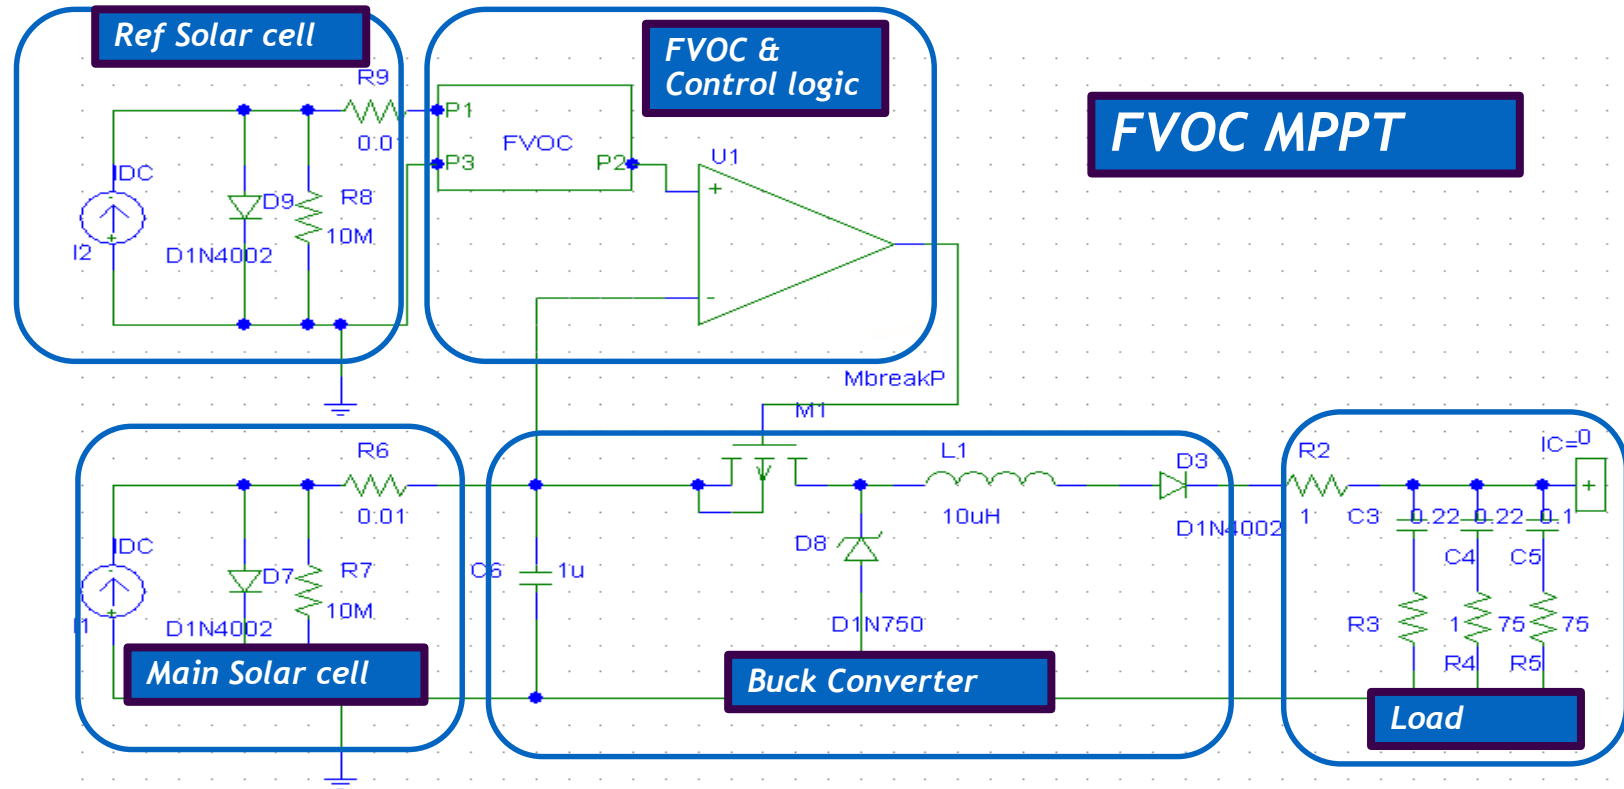 Ref Solar cell
FVOC &
Control logic
FVOC MPPT
R9
0.0
P1
P3
FVOC
P2
U1
+
-
IDC
I2
D9
D1N4002
R8
10M
MbreakP
M1
R6
0.01
IDC
I1
D7
D1N4002
R7
10M
Main Solar cell
C6
1u
L1
10uH
D8
D1N750
D3
D1N4002
Buck Converter
R2
1
IC=0
+
C3
0.22
0.22
0.1
C4
C5
R3
1
75
75
R4
R5
Load